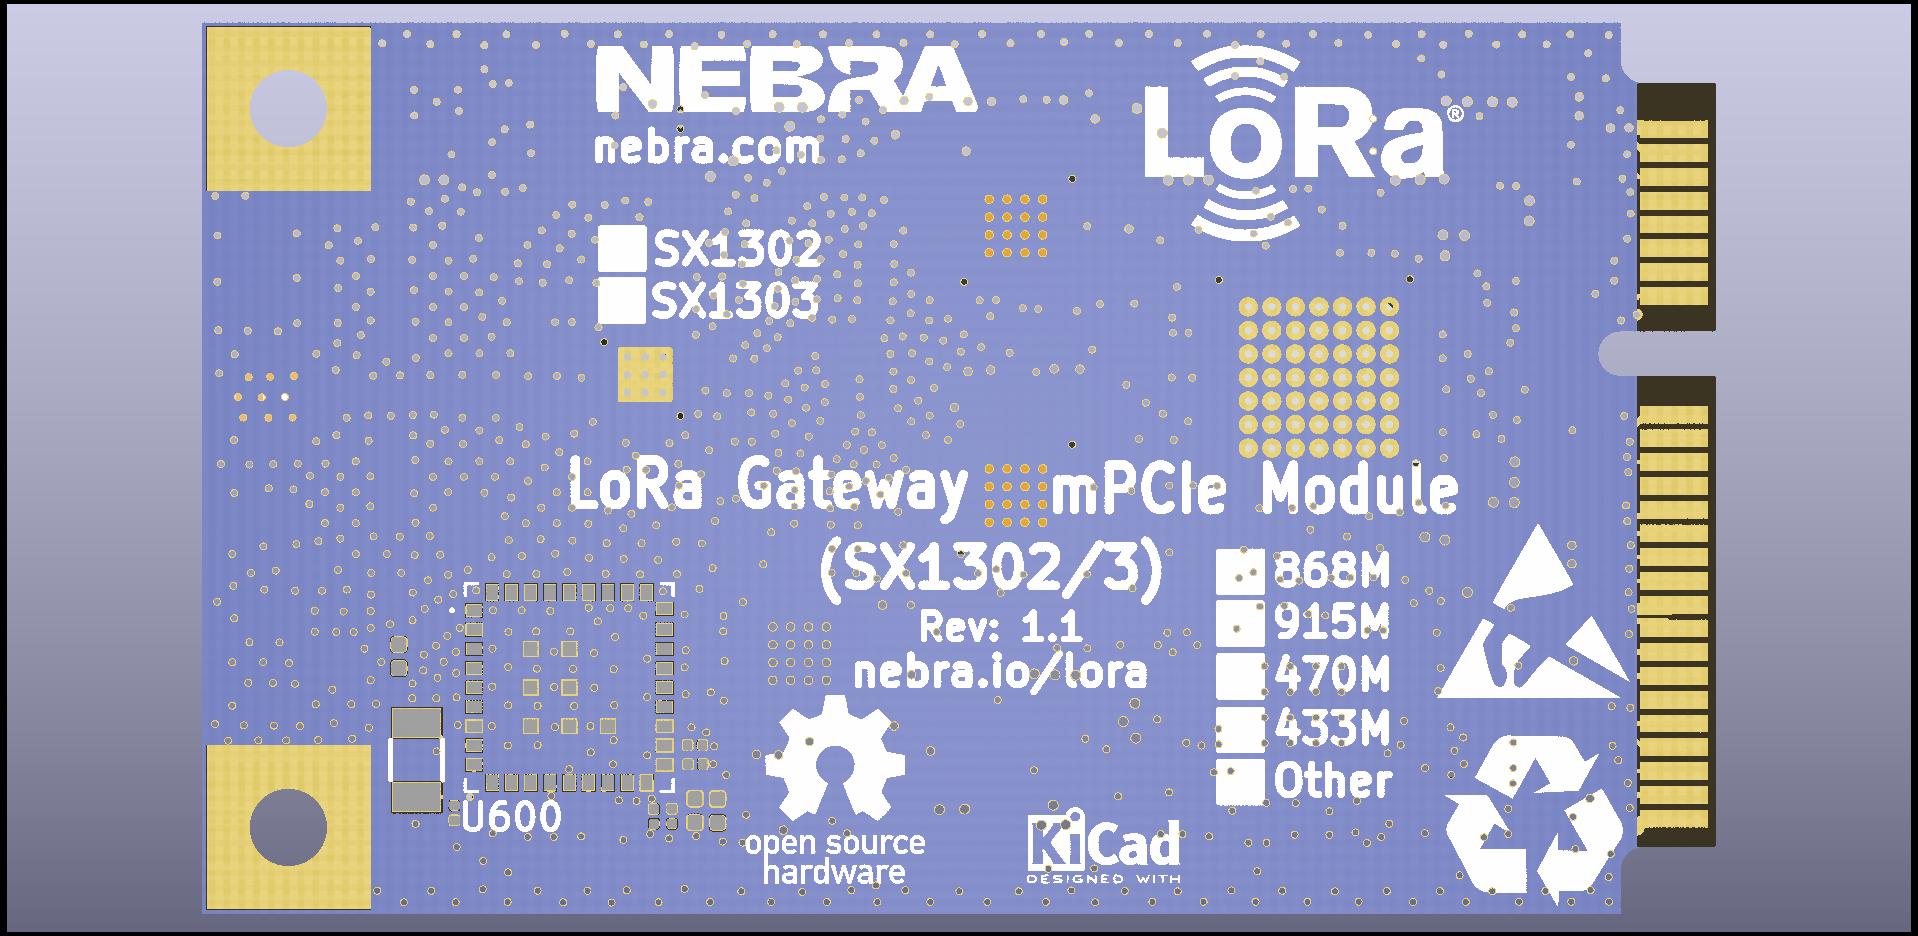 NEBRA
nebra.com
LoRa®
SX1302
SX1303
LoRa Gateway mPCIe Module
(SX1302/3)
Rev: 1.1
nebra.io/lora
868M
915M
470M
433M
Other
U600
open source
hardware
KiCad
DESIGNED WITH